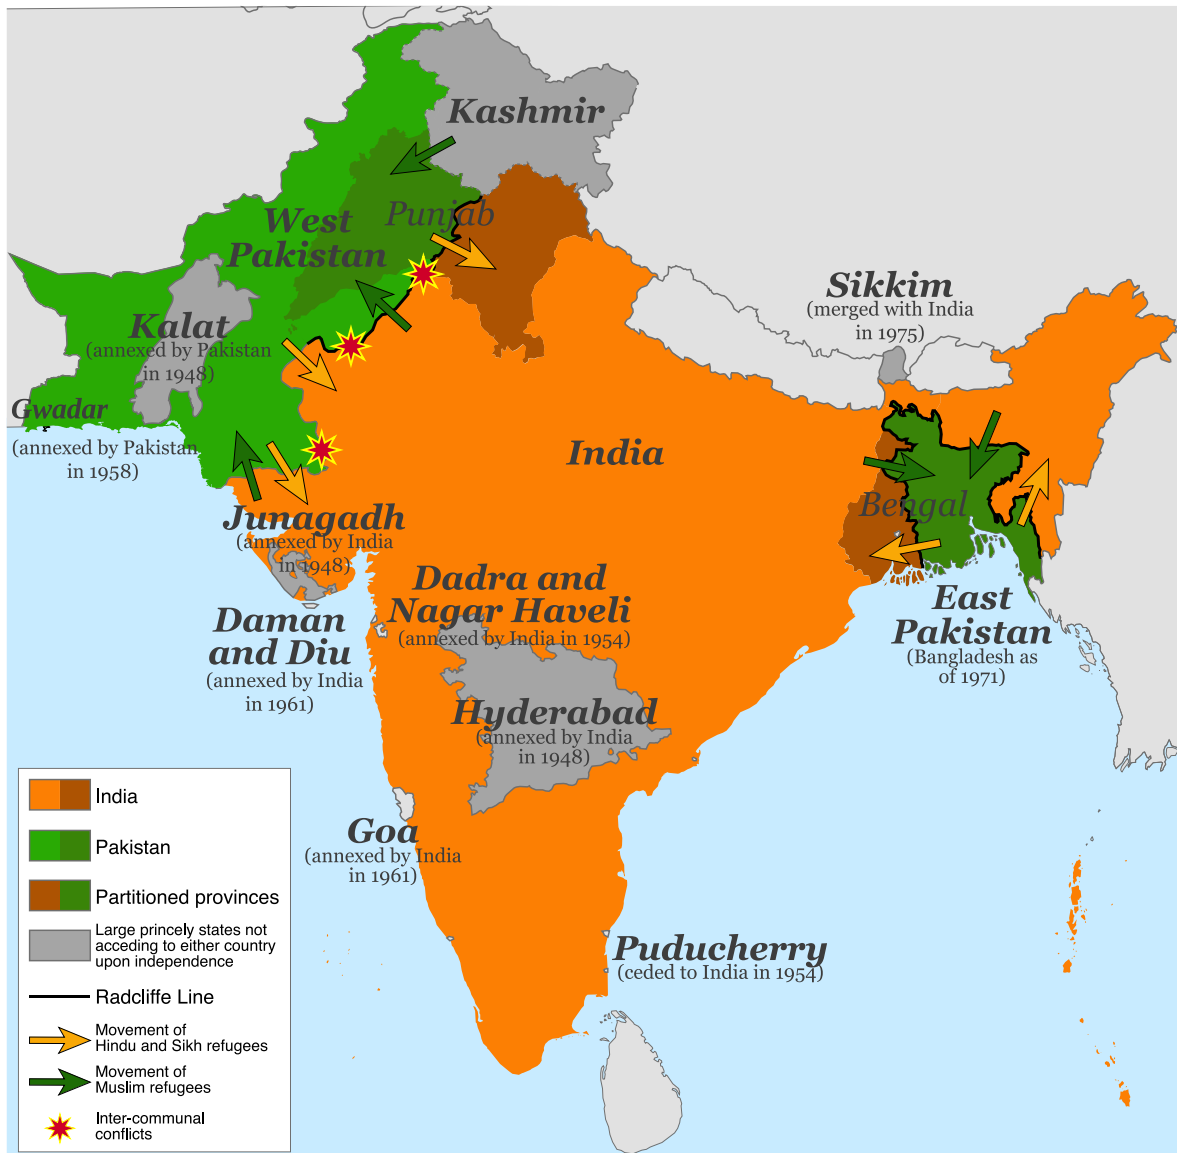 Kashmir
Punjab
West
Pakistan
Sikkim
(merged with India
in 1975)
Kalat
(annexed by Pakistan
in 1948)
Gwadar
(annexed by Pakistan
in 1958)
India
Bengal
Junagadh
(annexed by India
in 1948)
Dadra and
Nagar Haveli
(annexed by India in 1954)
East
Pakistan
(Bangladesh as
of 1971)
Daman
and Diu
(annexed by India
in 1961)
Hyderabad
(annexed by India
in 1948)
Goa
(annexed by India
in 1961)
Puducherry
(ceded to India in 1954)
India
Pakistan
Partitioned provinces
Large princely states not
acceding to either country
upon independence
Radcliffe Line
Movement of
Hindu and Sikh refugees
Movement of
Muslim refugees
Inter-communal
conflicts